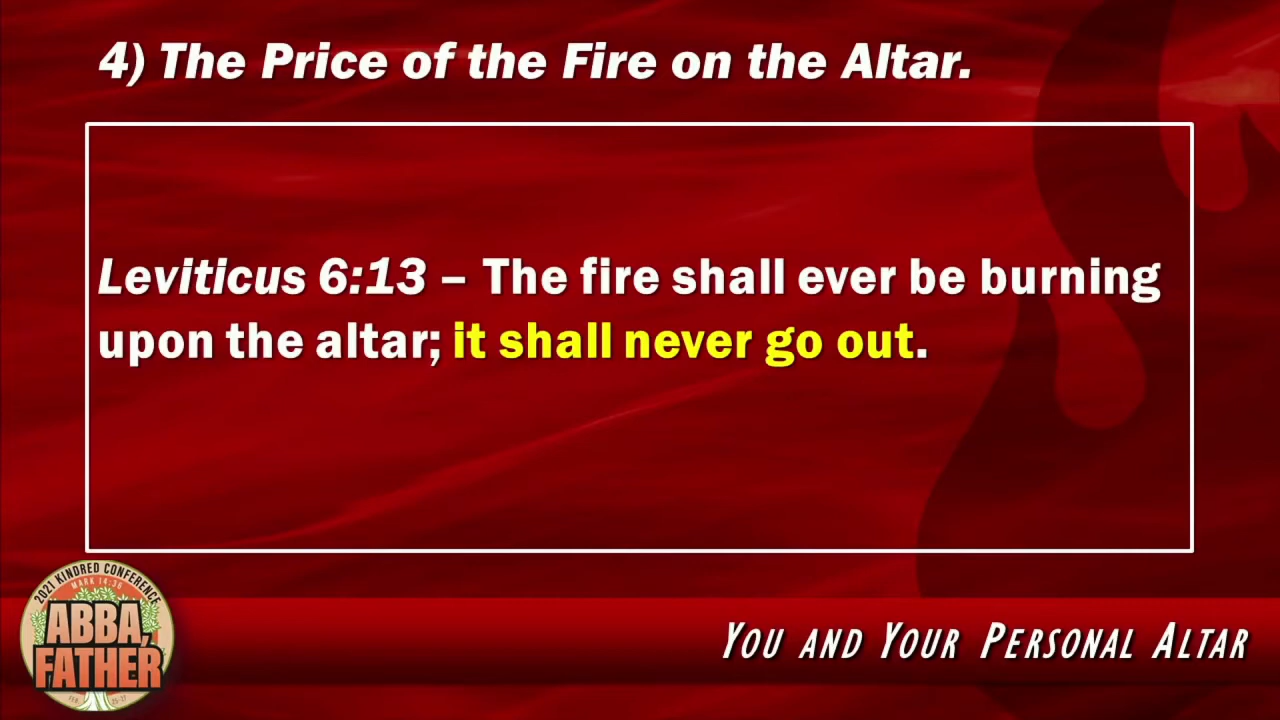 4) The Price of the Fire on the Altar.
Leviticus 6:13 – The fire shall ever be burning
upon the altar; it shall never go out.
2021 KINDRED CONFERENCE
MARK 14:36
ABBA,
FATHER
YOU AND YOUR PERSONAL ALTAR